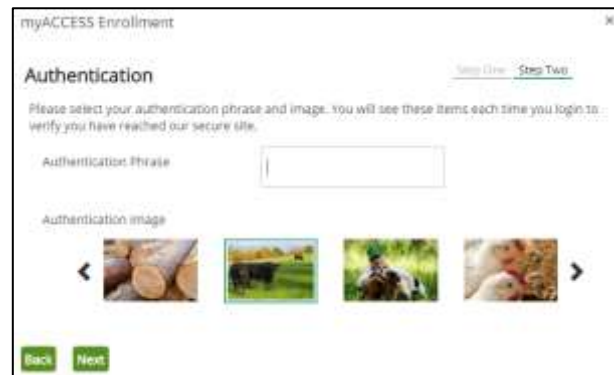 myACCESS Enrollment
×
Authentication
Step One Step Two
Please select your authentication phrase and image. You will see these items each time you login to
verify you have reached our secure site.
Authentication Phrase
Authentication Image
Back Next